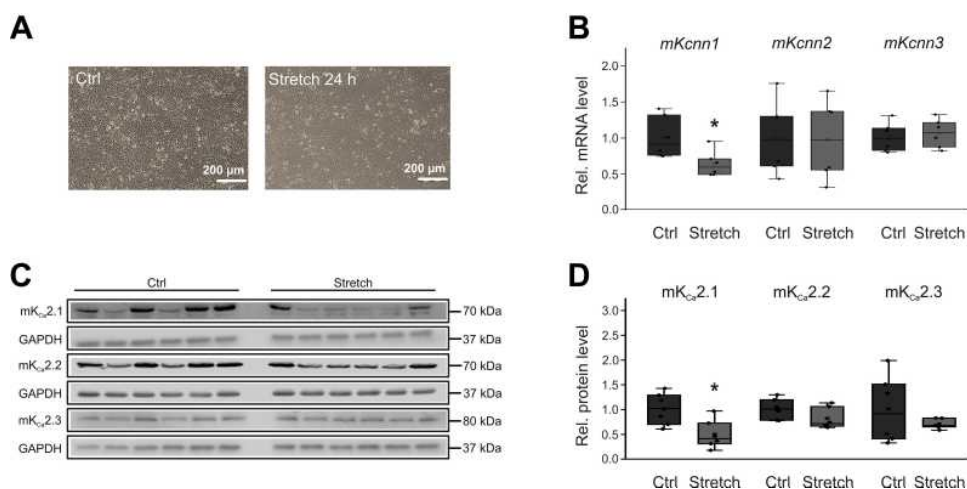 A
Ctrl
200 µm
Stretch 24 h
200 µm
B
mKcnn1 mKcnn2 mKcnn3
Rel. mRNA level
2.0
1.5
1.0
0.5
0.0
*
Ctrl Stretch Ctrl Stretch Ctrl Stretch
C
Ctrl Stretch
mKCa2.1 70 kDa
GAPDH 37 kDa
mKCa2.2 70 kDa
GAPDH 37 kDa
mKCa2.3 80 kDa
GAPDH 37 kDa
D
mKCa2.1 mKCa2.2 mKCa2.3
Rel. protein level
3.0
2.5
2.0
1.5
1.0
0.5
0.0
*
Ctrl Stretch Ctrl Stretch Ctrl Stretch